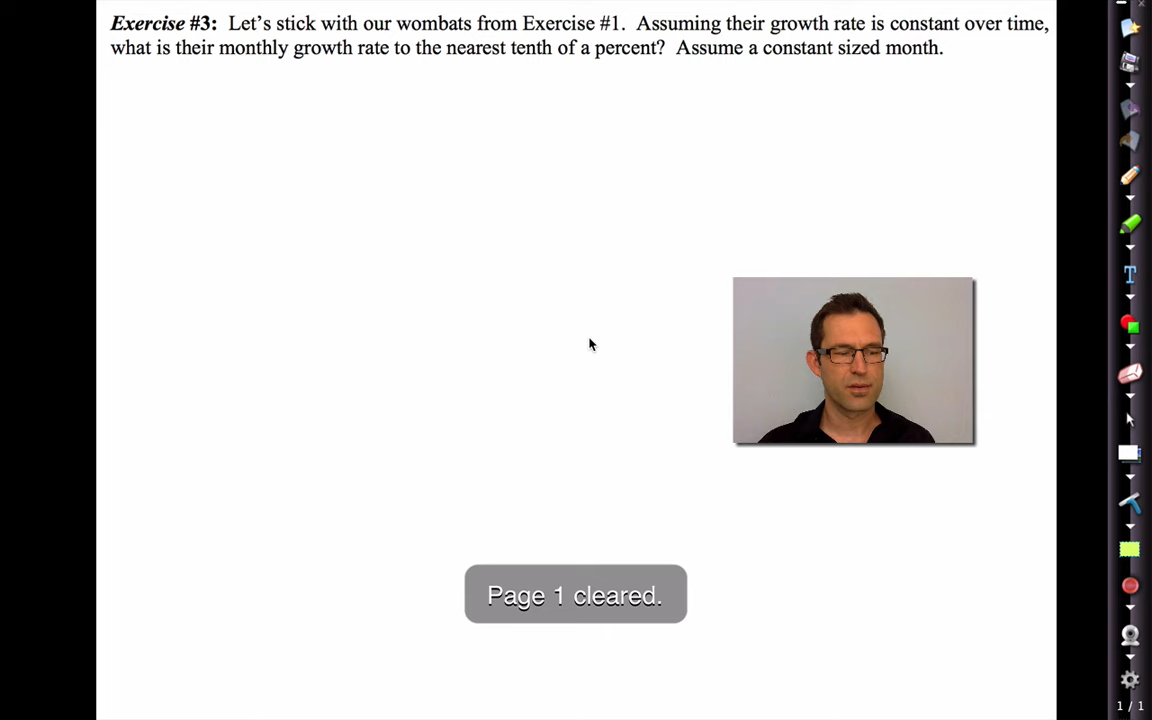 Exercise #3: Let's stick with our wombats from Exercise #1. Assuming their growth rate is constant over time,
what is their monthly growth rate to the nearest tenth of a percent? Assume a constant sized month.
T
Page 1 cleared.
1 / 1